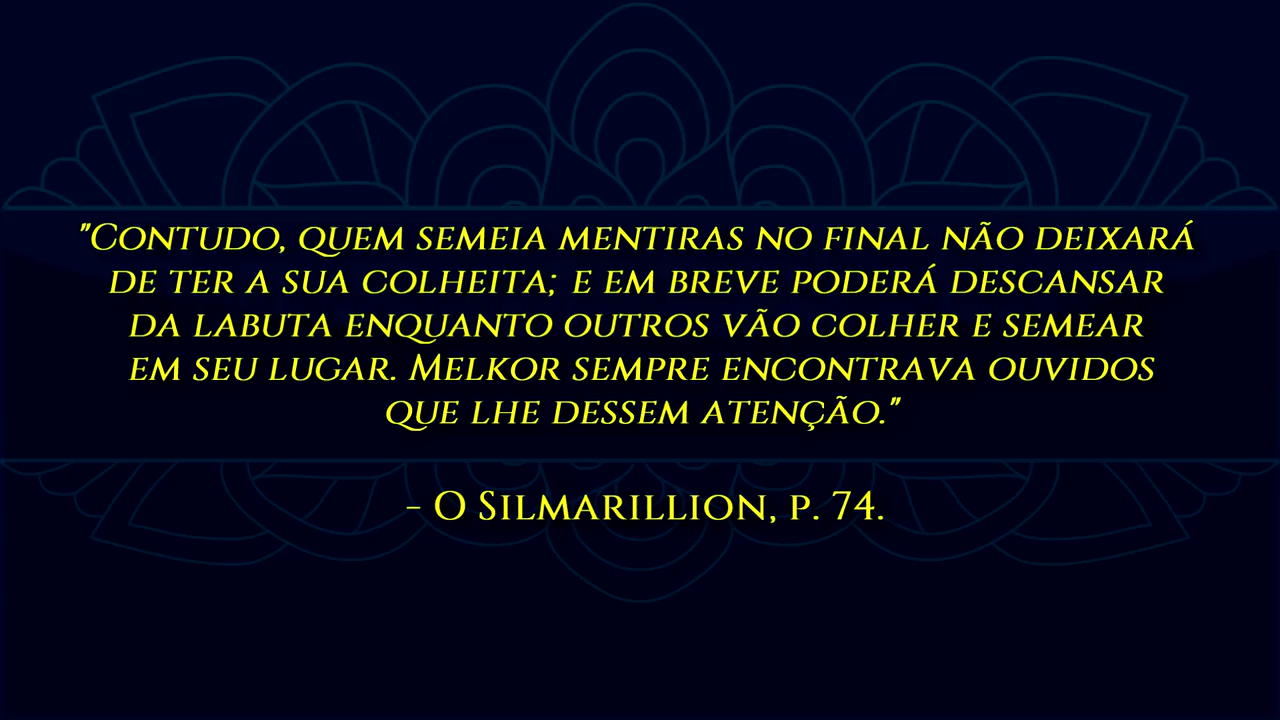 "Contudo, quem semeia mentiras no final não deixará
de ter a sua colheita; e em breve poderá descansar
da labuta enquanto outros vão colher e semear
em seu lugar. Melkor sempre encontrava ouvidos
que lhe dessem atenção."
- O Silmarillion, p. 74.